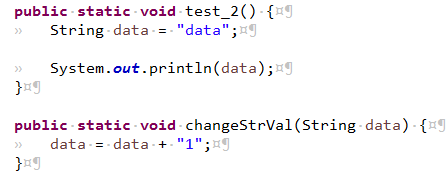 public static void test_2() {
String data = "data";
System.out.println(data);
}
public static void changeStrVal(String data) {
data = data + "1";
}